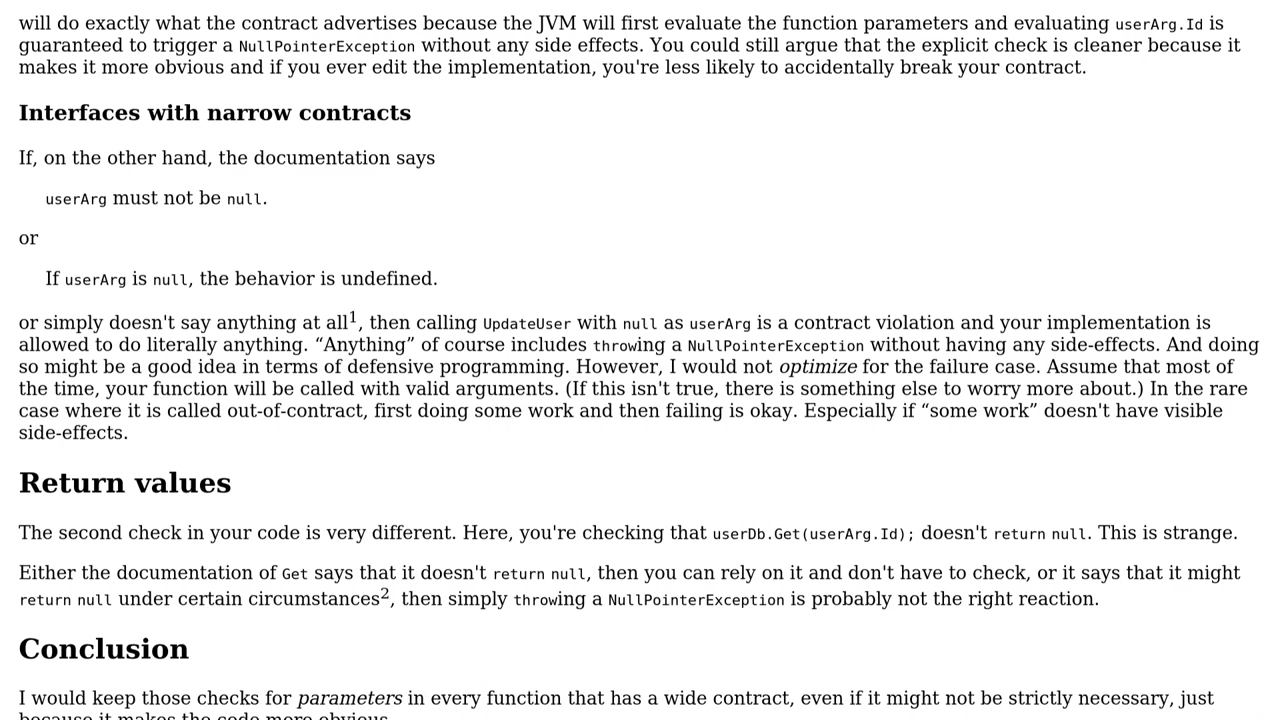 will do exactly what the contract advertises because the JVM will first evaluate the function parameters and evaluating userArg.Id is
guaranteed to trigger a NullPointerException without any side effects. You could still argue that the explicit check is cleaner because it
makes it more obvious and if you ever edit the implementation, you're less likely to accidentally break your contract.
Interfaces with narrow contracts
If, on the other hand, the documentation says
userArg must not be null.
or
If userArg is null, the behavior is undefined.
or simply doesn't say anything at all1, then calling UpdateUser with null as userArg is a contract violation and your implementation is
allowed to do literally anything. “Anything” of course includes throwing a NullPointerException without having any side-effects. And doing
so might be a good idea in terms of defensive programming. However, I would not optimize for the failure case. Assume that most of
the time, your function will be called with valid arguments. (If this isn't true, there is something else to worry more about.) In the rare
case where it is called out-of-contract, first doing some work and then failing is okay. Especially if “some work” doesn't have visible
side-effects.
Return values
The second check in your code is very different. Here, you're checking that userDb.Get(userArg.Id); doesn't return null. This is strange.
Either the documentation of Get says that it doesn't return null, then you can rely on it and don't have to check, or it says that it might
return null under certain circumstances2, then simply throwing a NullPointerException is probably not the right reaction.
Conclusion
I would keep those checks for parameters in every function that has a wide contract, even if it might not be strictly necessary, just
because it makes the code more obvious.